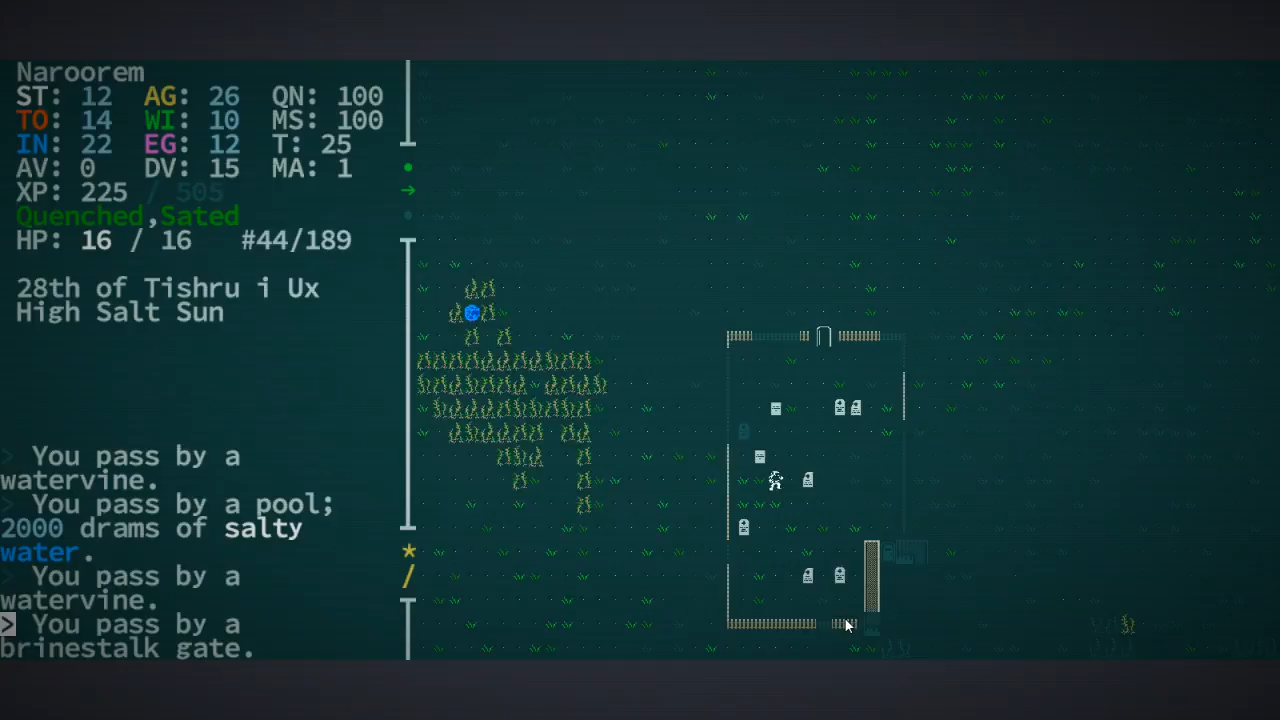 Naroorem
ST: 12 AG: 26 QN: 100
TO: 14 WI: 10 MS: 100
IN: 22 EG: 12 T: 25
AV: 0 DV: 15 MA: 1
XP: 225 / 505
Quenched,Sated
HP: 16 / 16 #44/189
28th of Tishru i Ux
High Salt Sun
> You pass by a
watervine.
> You pass by a pool;
2000 drams of salty
water.
> You pass by a
watervine.
> You pass by a
brinestalk gate.